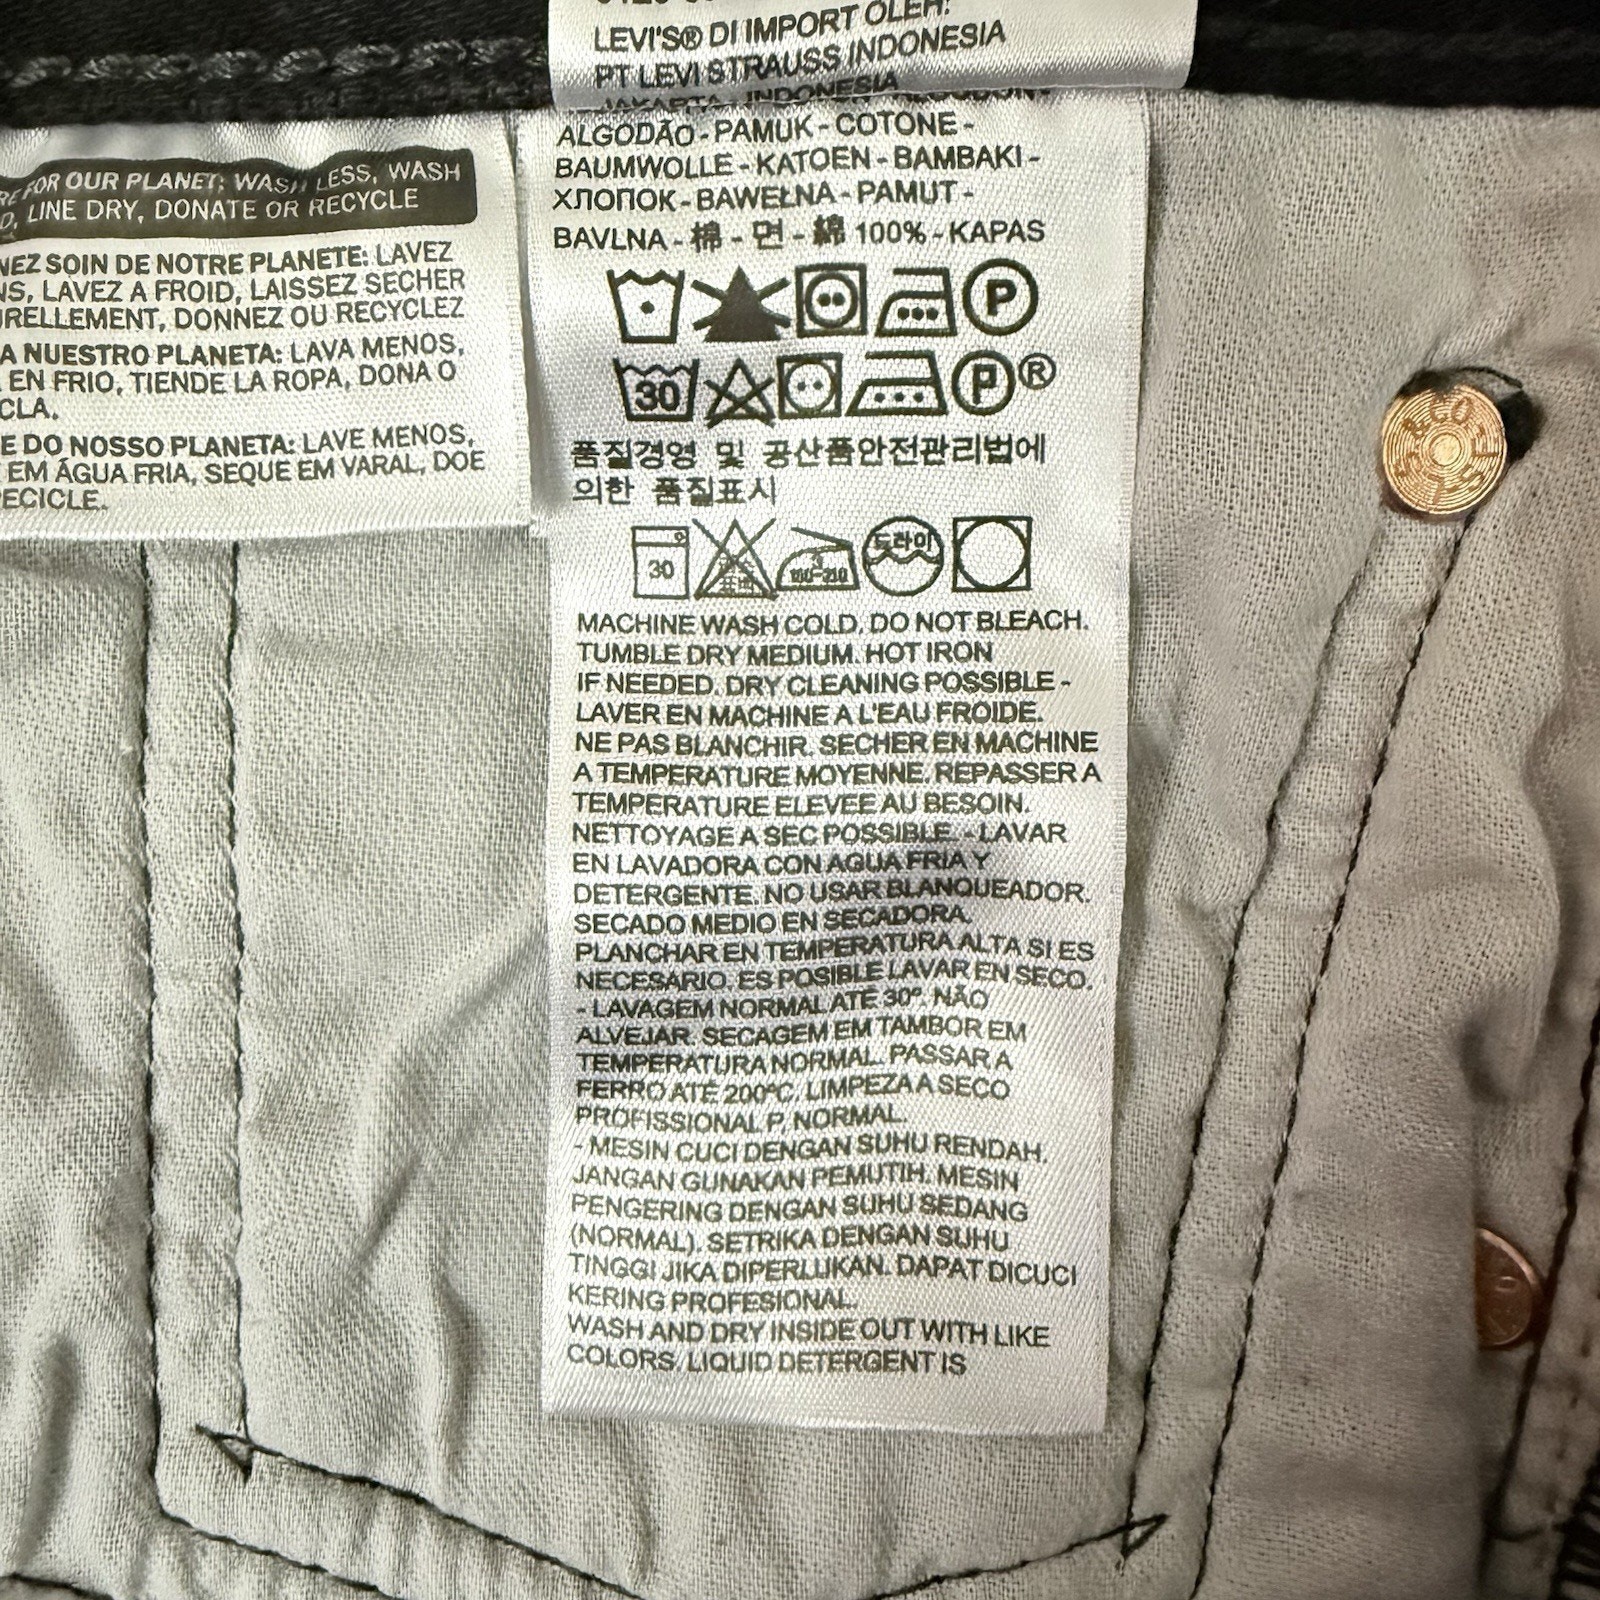 LEVI'S® DI IMPORT OLEH:
PT LEVI STRAUSS INDONESIA
JAKARTA - INDONESIA
ALGODÃO - PAMUK - COTONE -
BAUMWOLLE - KATOEN - BAMBAKI -
ХЛОПОК - BAWEŁNA - PAMUT -
BAVLNA - 棉 - 면 - 綿 100% - KAPAS
P
30
P®
품질경영 및 공산품안전관리법에
의한 품질표시
30
드라이
MACHINE WASH COLD. DO NOT BLEACH.
TUMBLE DRY MEDIUM. HOT IRON
IF NEEDED. DRY CLEANING POSSIBLE -
LAVER EN MACHINE A L'EAU FROIDE.
NE PAS BLANCHIR. SECHER EN MACHINE
A TEMPERATURE MOYENNE. REPASSER A
TEMPERATURE ELEVEE AU BESOIN.
NETTOYAGE A SEC POSSIBLE. - LAVAR
EN LAVADORA CON AGUA FRIA Y
DETERGENTE. NO USAR BLANQUEADOR.
SECADO MEDIO EN SECADORA.
PLANCHAR EN TEMPERATURA ALTA SI ES
NECESARIO. ES POSIBLE LAVAR EN SECO.
- LAVAGEM NORMAL ATÉ 30º. NÃO
ALVEJAR. SECAGEM EM TAMBOR EM
TEMPERATURA NORMAL. PASSAR A
FERRO ATÉ 200ºC. LIMPEZA A SECO
PROFISSIONAL P, NORMAL.
- MESIN CUCI DENGAN SUHU RENDAH.
JANGAN GUNAKAN PEMUTIH. MESIN
PENGERING DENGAN SUHU SEDANG
(NORMAL). SETRIKA DENGAN SUHU
TINGGI JIKA DIPERLUKAN. DAPAT DICUCI
KERING PROFESIONAL.
WASH AND DRY INSIDE OUT WITH LIKE
COLORS. LIQUID DETERGENT IS
FOR OUR PLANET: WASH LESS, WASH
LINE DRY, DONATE OR RECYCLE
SOIN DE NOTRE PLANETE: LAVEZ
LAVEZ A FROID, LAISSEZ SECHER
DONNEZ OU RECYCLEZ
A NUESTRO PLANETA: LAVA MENOS,
EN FRIO, TIENDE LA ROPA, DONA O
DO NOSSO PLANETA: LAVE MENOS,
EM ÁGUA FRIA, SEQUE EM VARAL, DOE